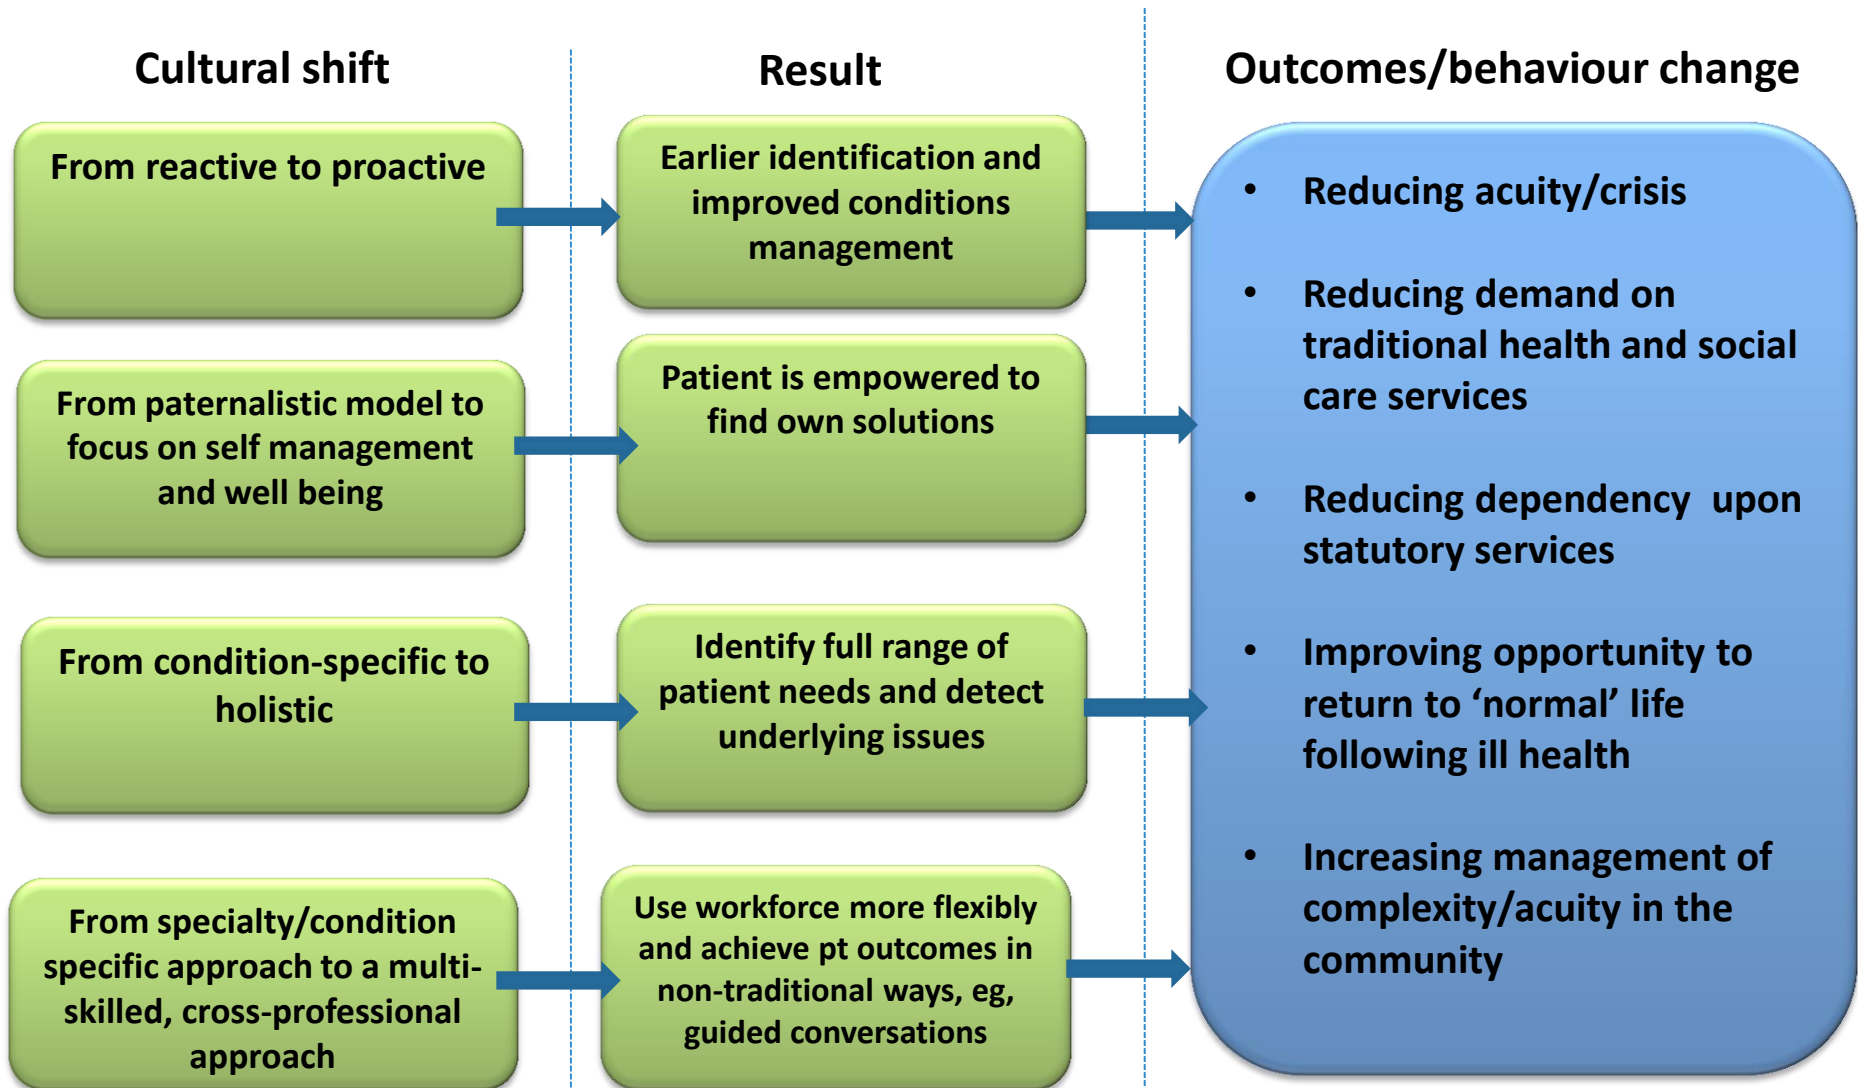 Cultural shift
Result
Outcomes/behaviour change
From reactive to proactive
Earlier identification and
improved conditions
management
From paternalistic model to
focus on self management
and well being
Patient is empowered to
find own solutions
From condition-specific to
holistic
Identify full range of
patient needs and detect
underlying issues
From specialty/condition
specific approach to a multi-
skilled, cross-professional
approach
Use workforce more flexibly
and achieve pt outcomes in
non-traditional ways, eg,
guided conversations
• Reducing acuity/crisis
• Reducing demand on
traditional health and social
care services
• Reducing dependency upon
statutory services
• Improving opportunity to
return to ‘normal’ life
following ill health
• Increasing management of
complexity/acuity in the
community